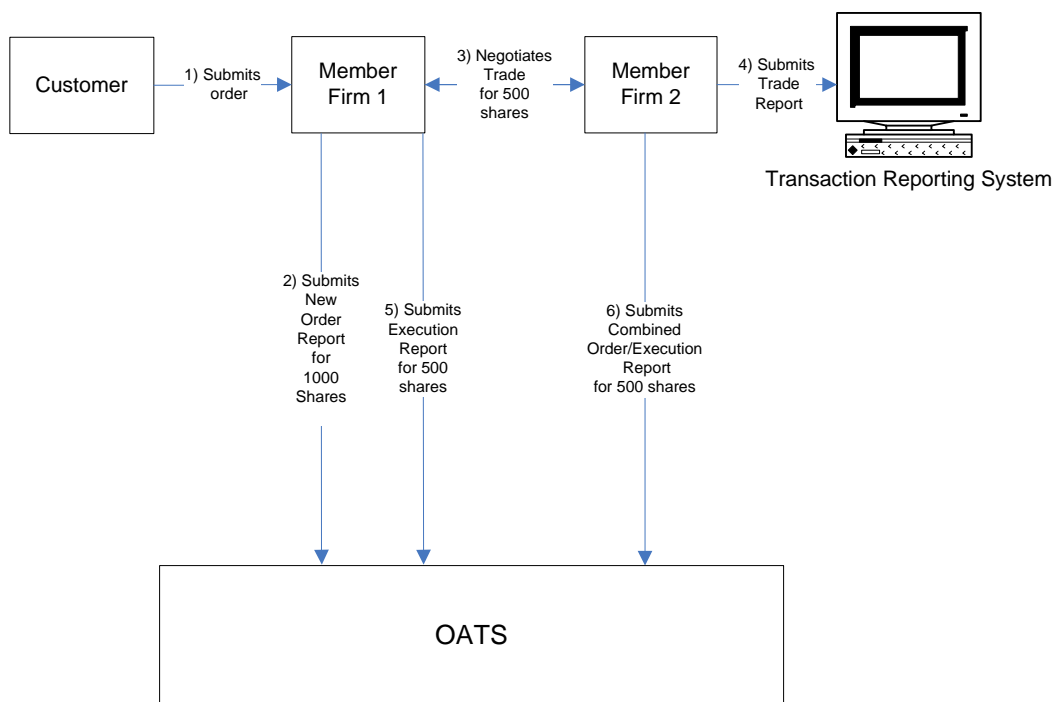 Customer
1) Submits
order
Member
Firm 1
3) Negotiates
Trade
for 500
shares
Member
Firm 2
4) Submits
Trade
Report
Transaction Reporting System
2) Submits
New
Order
Report
for
1000
Shares
5) Submits
Execution
Report
for 500
shares
6) Submits
Combined
Order/Execution
Report
for 500 shares
OATS